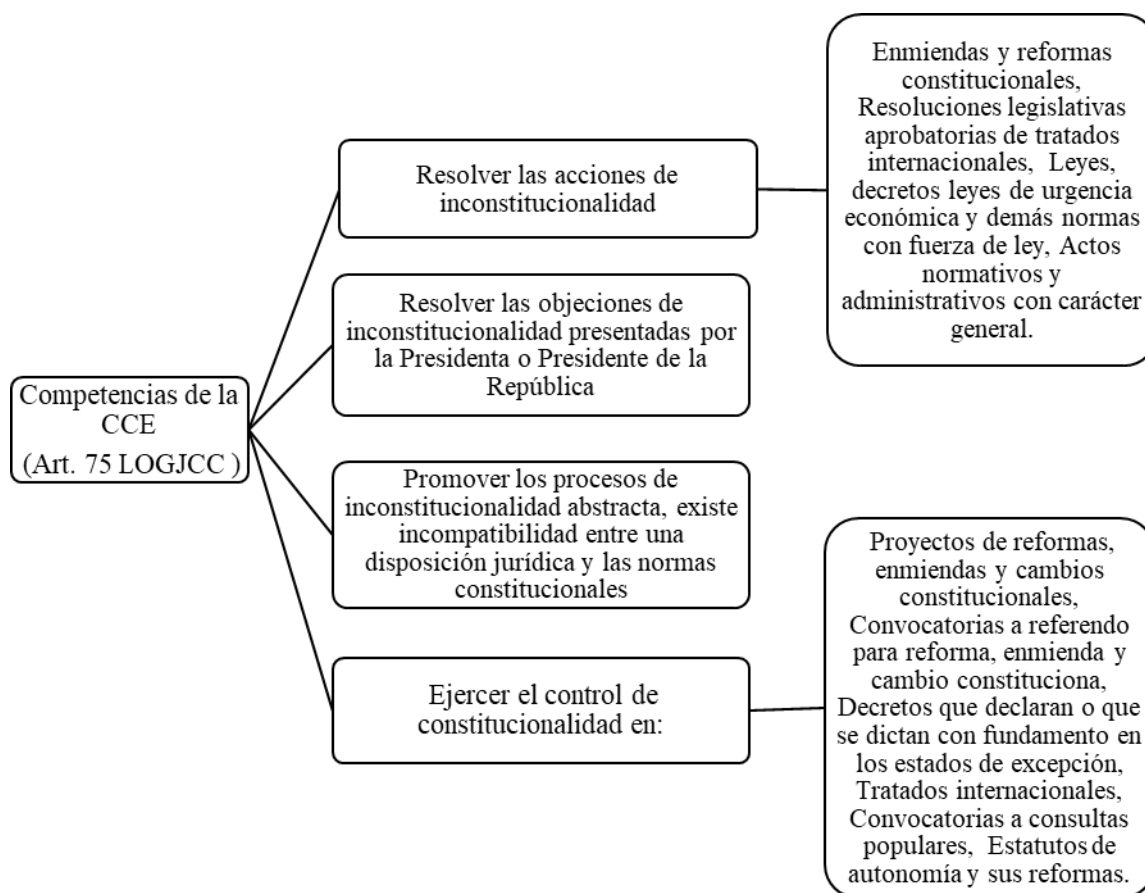 Competencias de la
CCE
(Art. 75 LOGJCC )
Resolver las acciones de
inconstitucionalidad
Enmiendas y reformas
constitucionales,
Resoluciones legislativas
aprobatorias de tratados
internacionales, Leyes,
decretos leyes de urgencia
económica y demás normas
con fuerza de ley, Actos
normativos y
administrativos con carácter
general.
Resolver las objeciones de
inconstitucionalidad presentadas por
la Presidenta o Presidente de la
República
Promover los procesos de
inconstitucionalidad abstracta, existe
incompatibilidad entre una
disposición jurídica y las normas
constitucionales
Ejercer el control de
constitucionalidad en:
Proyectos de reformas,
enmiendas y cambios
constitucionales,
Convocatorias a referendo
para reforma, enmienda y
cambio constituciona,
Decretos que declaran o que
se dictan con fundamento en
los estados de excepción,
Tratados internacionales,
Convocatorias a consultas
populares, Estatutos de
autonomía y sus reformas.